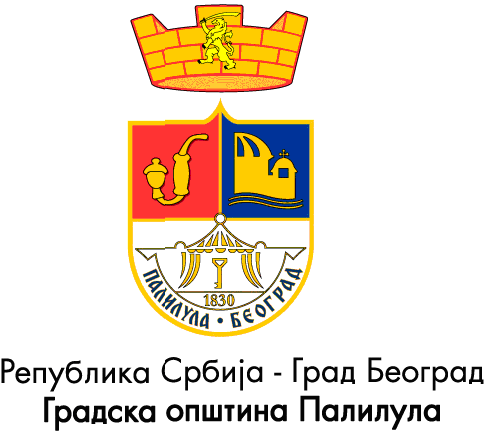 1830
ПАЛИЛУЛА • БЕОГРАД
Република Србија - Град Београд
Градска општина Палилула